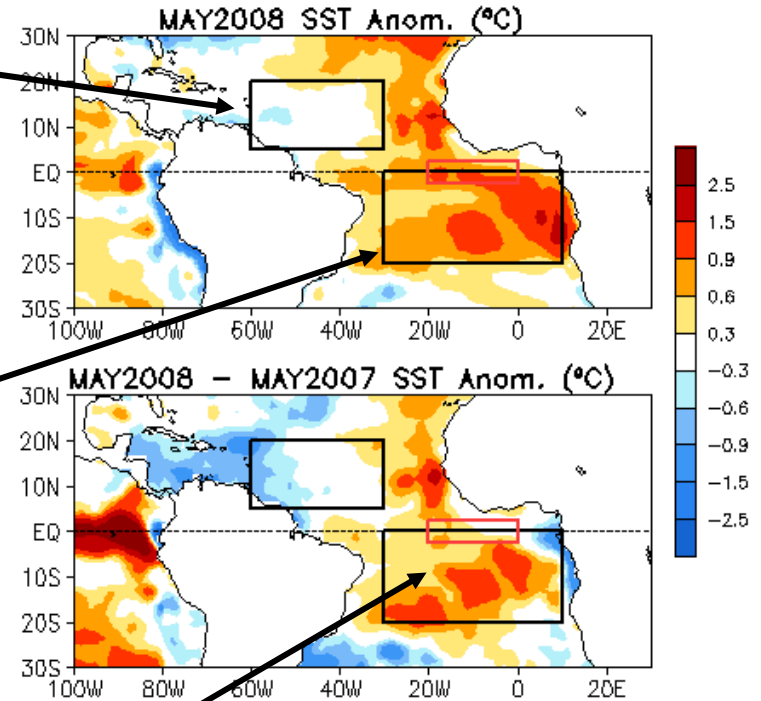 MAY2008 SST Anom. (ºC)
30N
20N
10N
EQ
10S
20S
30S
100W 80W 60W 40W 20W 0 20E
2.5
1.5
0.9
0.6
0.3
-0.3
-0.6
-0.9
-1.5
-2.5
MAY2008 - MAY2007 SST Anom. (ºC)
30N
20N
10N
EQ
10S
20S
30S
100W 80W 60W 40W 20W 0 20E